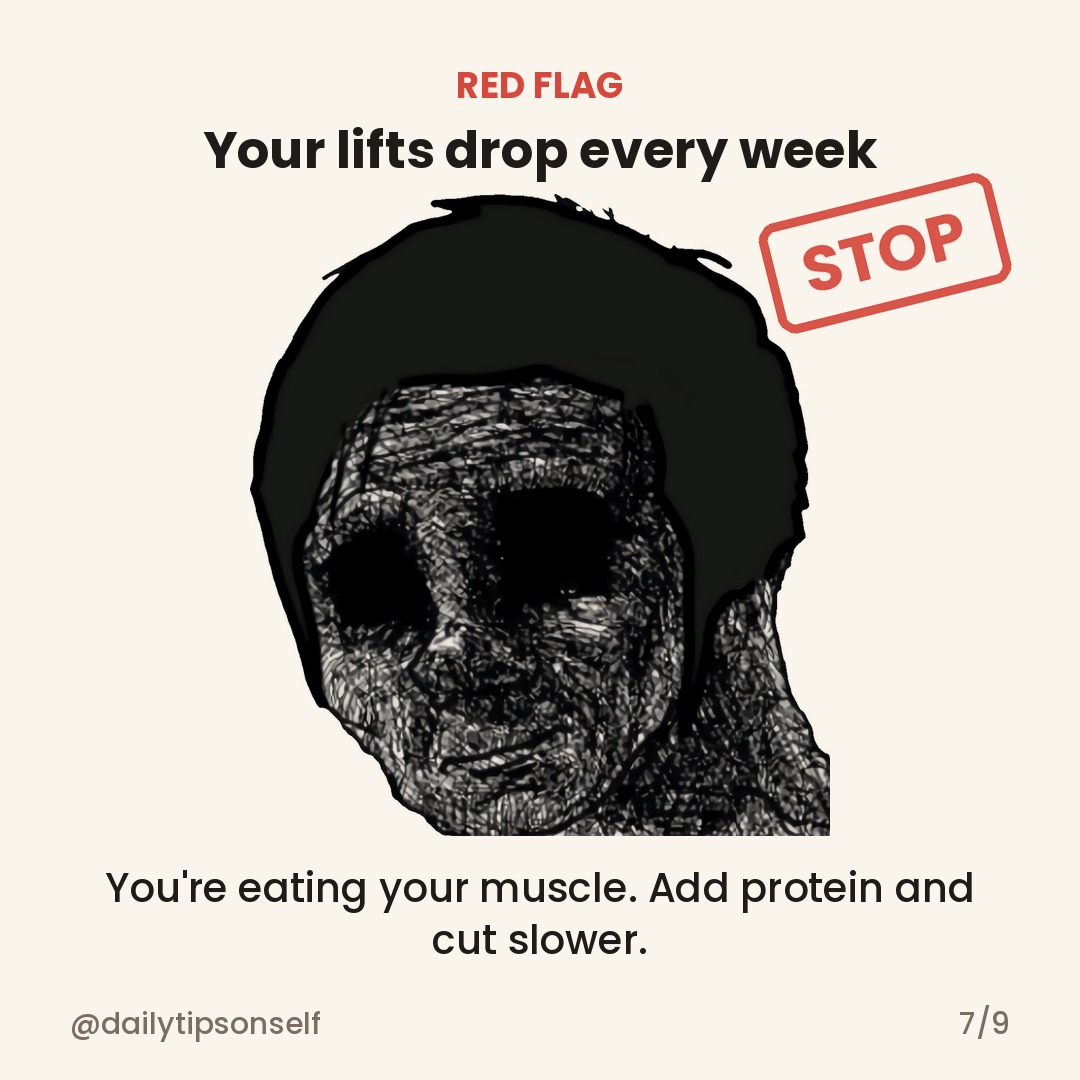 RED FLAG
Your lifts drop every week
STOP
You're eating your muscle. Add protein and
cut slower.
@dailytipsonself
7/9